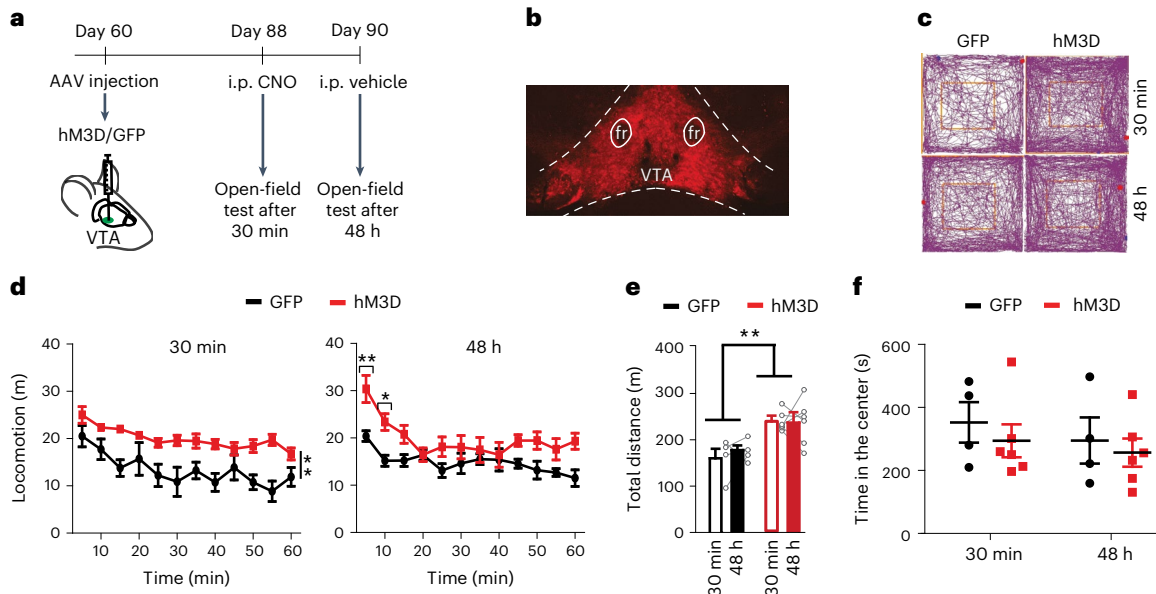 a
Day 60
Day 88
Day 90
AAV injection
i.p. CNO
i.p. vehicle
hM3D/GFP
VTA
Open-field
test after
30 min
Open-field
test after
48 h
b
fr
fr
VTA
c
GFP
hM3D
30 min
48 h
d
GFP
hM3D
Locomotion (m)
40
30
20
10
0
30 min
**
10
20
30
40
50
60
Time (min)
40
30
20
10
0
48 h
**
*
10
20
30
40
50
60
Time (min)
e
GFP
hM3D
Total distance (m)
400
300
200
100
0
**
30 min
48 h
30 min
48 h
f
GFP
hM3D
Time in the center (s)
600
400
200
0
30 min
48 h